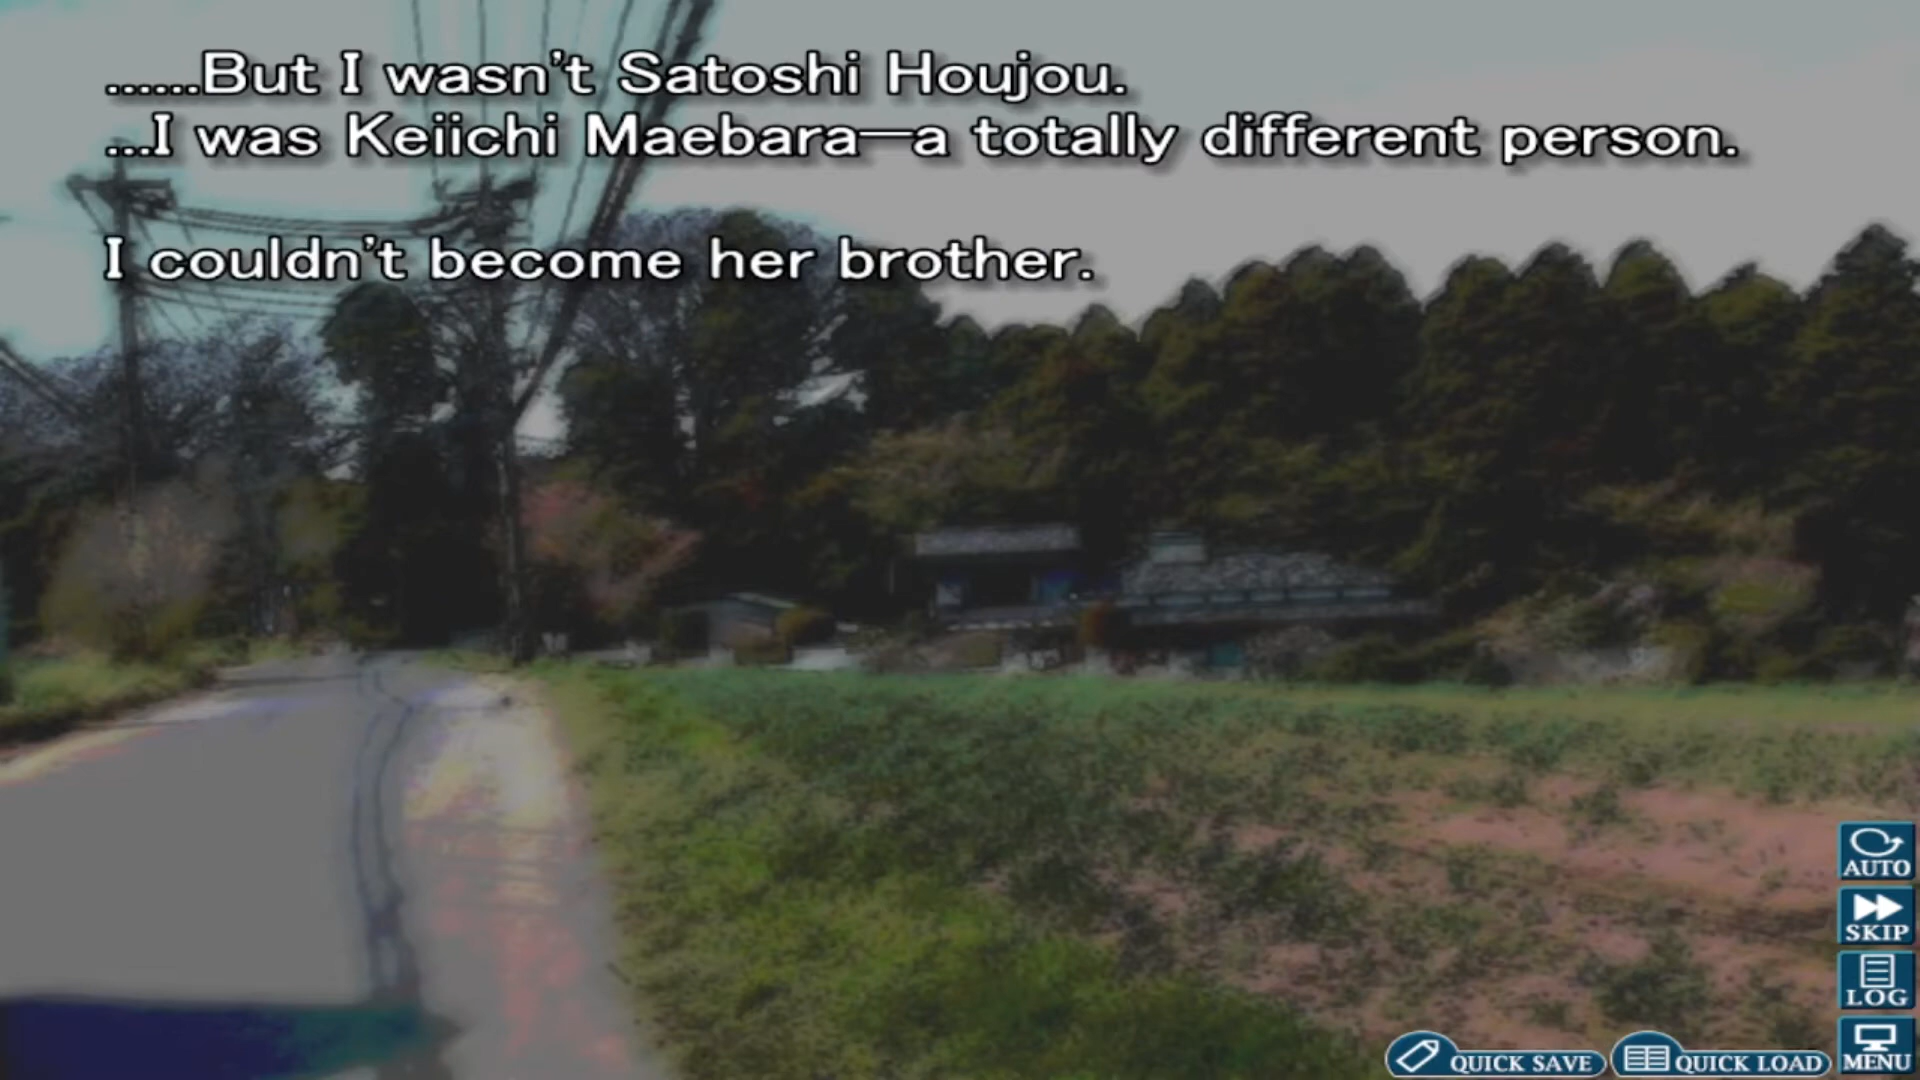 ......But I wasn't Satoshi Houjou.
...I was Keiichi Maebara—a totally different person.
I couldn't become her brother.
AUTO
SKIP
LOG
MENU
QUICK SAVE
QUICK LOAD